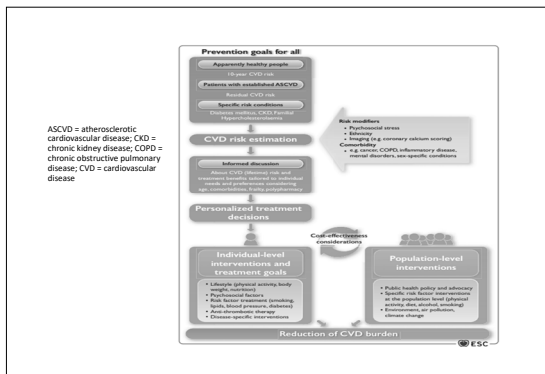 Prevention goals for all
Apparently healthy people
10-year CVD risk
Patients with established ASCVD
Residual CVD risk
Specific risk conditions
Diabetes mellitus, CKD, Familial
Hypercholesterolaemia
CVD risk estimation
Risk modifiers
• Psychosocial stress
• Ethnicity
• Imaging (e.g. coronary calcium scoring)
Comorbidity
• e.g. cancer, COPD, inflammatory disease,
mental disorders, sex-specific conditions
ASCVD = atherosclerotic
cardiovascular disease; CKD =
chronic kidney disease; COPD =
chronic obstructive pulmonary
disease; CVD = cardiovascular
disease
Informed discussion
About CVD (lifetime) risk and
treatment benefits tailored to individual
needs and preferences considering
age, comorbidities, frailty, polypharmacy
Personalized treatment
decisions
Cost-effectiveness
considerations
Individual-level
interventions and
treatment goals
• Lifestyle (physical activity, body
weight, nutrition)
• Psychosocial factors
• Risk factor treatment (smoking,
lipids, blood pressure, diabetes)
• Anti-thrombotic therapy
• Disease-specific interventions
Population-level
interventions
• Public health policy and advocacy
• Specific risk factor interventions
at the population level (physical
activity, diet, alcohol, smoking)
• Environment, air pollution,
climate change
Reduction of CVD burden
ESC